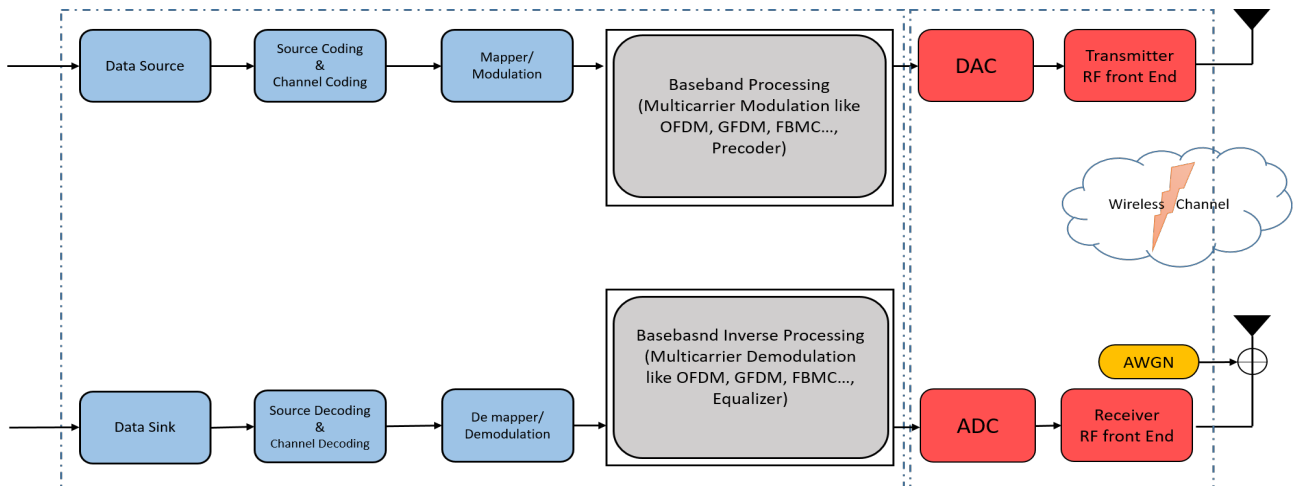 Data Source
Source Coding
&
Channel Coding
Mapper/
Modulation
Baseband Processing
(Multicarrier Modulation like
OFDM, GFDM, FBMC...,
Precoder)
DAC
Transmitter
RF front End
Wireless Channel
Data Sink
Source Decoding
&
Channel Decoding
De mapper/
Demodulation
Basebasnd Inverse Processing
(Multicarrier Demodulation
like OFDM, GFDM, FBMC...,
Equalizer)
ADC
Receiver
RF front End
AWGN